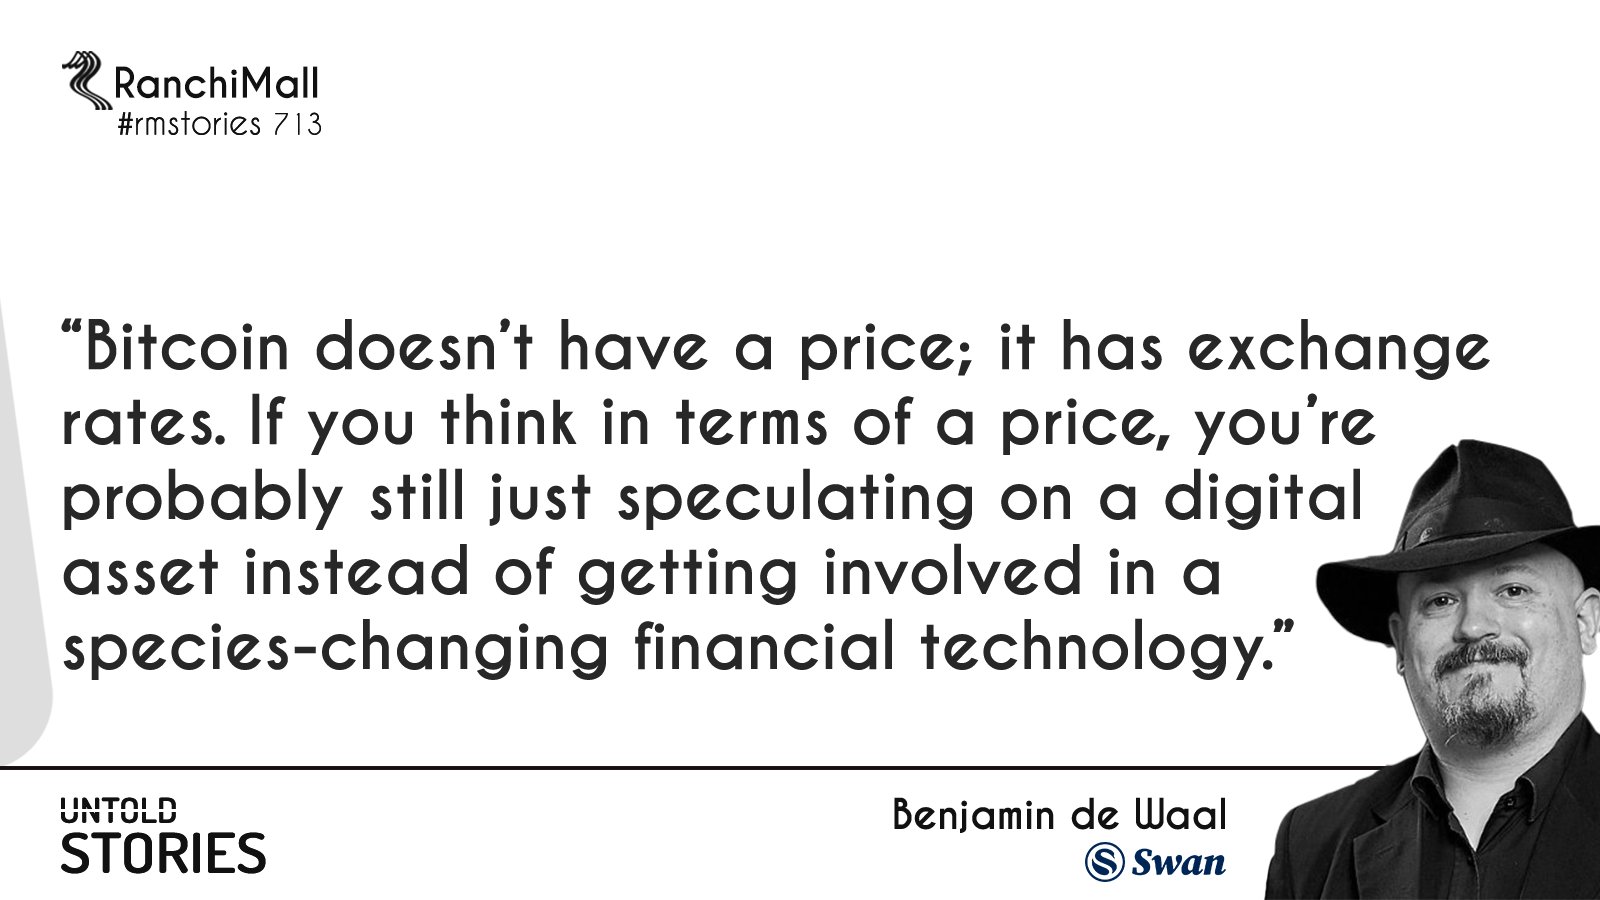 RanchiMall
#rmstories 713
“Bitcoin doesn’t have a price; it has exchange
rates. If you think in terms of a price, you’re
probably still just speculating on a digital
asset instead of getting involved in a
species-changing financial technology.”
UNTOLD
STORIES
Benjamin de Waal
S Swan